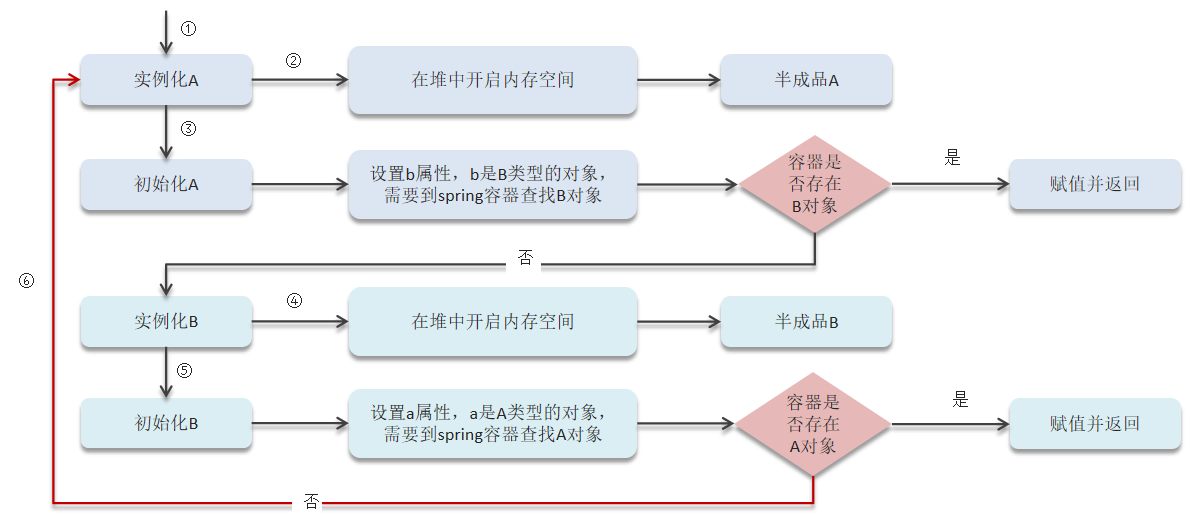 ①
实例化A
②
在堆中开启内存空间
半成品A
③
初始化A
设置b属性，b是B类型的对象，
需要到spring容器查找B对象
容器是
否存在
B对象
是
赋值并返回
否
⑥
实例化B
④
在堆中开启内存空间
半成品B
⑤
初始化B
设置a属性，a是A类型的对象，
需要到spring容器查找A对象
容器是
否存在
A对象
是
赋值并返回
否